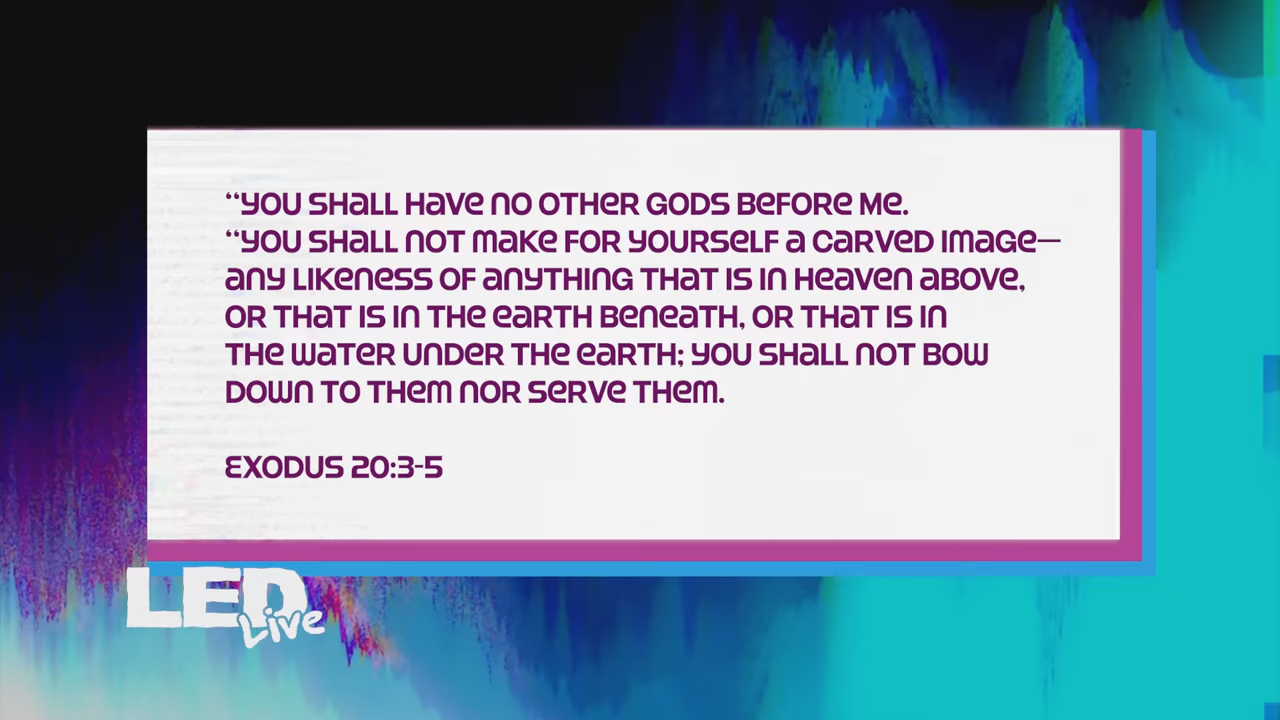 “You shall have no other gods before Me.
“You shall not make for yourself a carved image—
any likeness of anything that is in heaven above,
or that is in the earth beneath, or that is in
the water under the earth; you shall not bow
down to them nor serve them.
Exodus 20:3-5
LED
Live